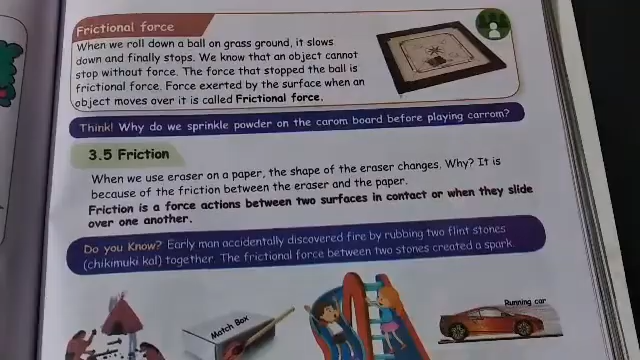 Frictional force
When we roll down a ball on grass ground, it slows
down and finally stops. We know that an object cannot
stop without force. The force that stopped the ball is
frictional force. Force exerted by the surface when an
object moves over it is called Frictional force.
Think! Why do we sprinkle powder on the carom board before playing carrom?
3.5 Friction
When we use eraser on a paper, the shape of the eraser changes. Why? It is
because of the friction between the eraser and the paper.
Friction is a force actions between two surfaces in contact or when they slide
over one another.
Do you Know? Early man accidentally discovered fire by rubbing two flint stones
(chikimuki kal) together. The frictional force between two stones created a spark.
Match Box
Running car